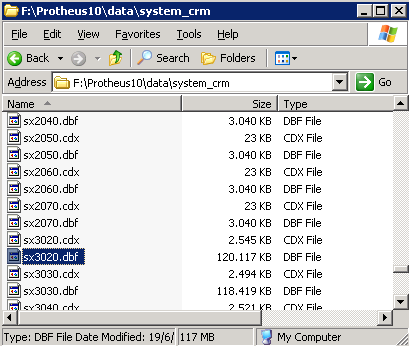 F:\Protheus10\data\system_crm
File Edit View Favorites Tools Help
Back Search Folders
Address F:\Protheus10\data\system_crm Go
Name Size Type
sx2040.dbf 3.040 KB DBF File
sx2050.cdx 23 KB CDX File
sx2050.dbf 3.040 KB DBF File
sx2060.cdx 23 KB CDX File
sx2060.dbf 3.040 KB DBF File
sx2070.cdx 23 KB CDX File
sx2070.dbf 3.040 KB DBF File
sx3020.cdx 2.545 KB CDX File
sx3020.dbf 120.117 KB DBF File
sx3030.cdx 2.494 KB CDX File
sx3030.dbf 118.419 KB DBF File
sx3040.cdx 2.521 KB CDX File
Type: DBF File Date Modified: 19/6/ 117 MB My Computer